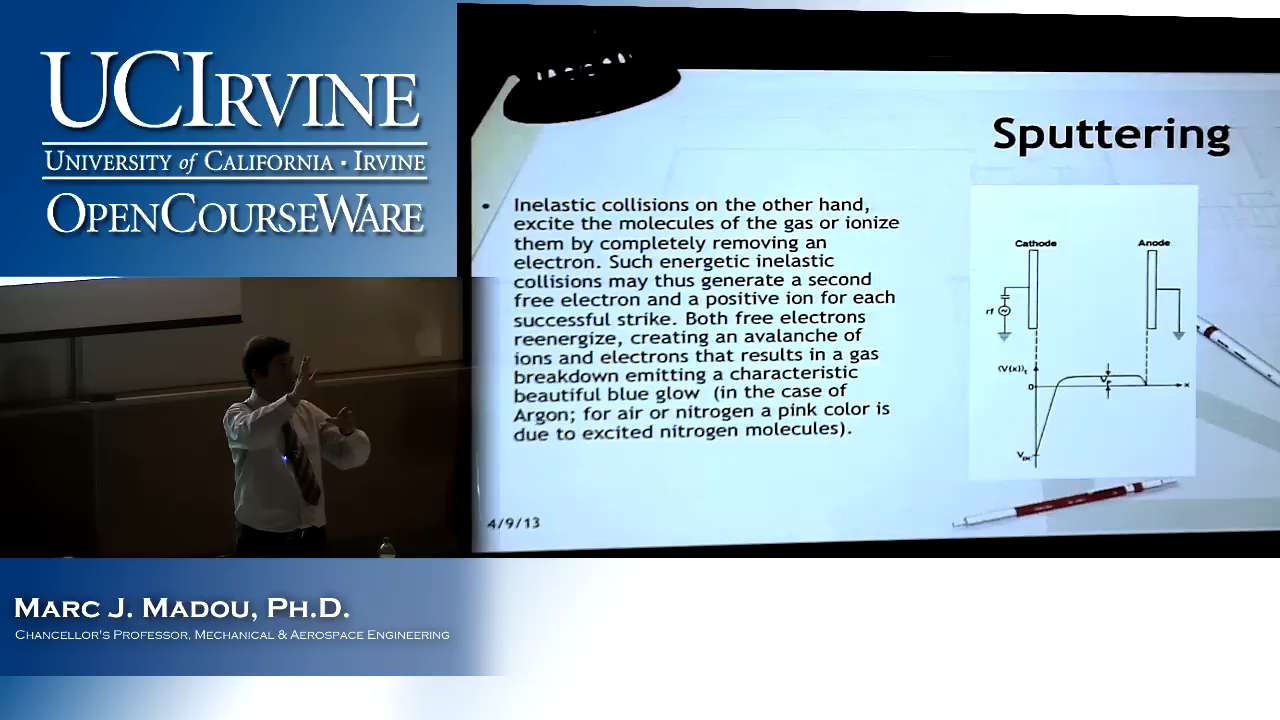 UCIRVINE
UNIVERSITY of CALIFORNIA · IRVINE
OPENCOURSEWARE
Sputtering
• Inelastic collisions on the other hand,
excite the molecules of the gas or ionize
them by completely removing an
electron. Such energetic inelastic
collisions may thus generate a second
free electron and a positive ion for each
successful strike. Both free electrons
reenergize, creating an avalanche of
ions and electrons that results in a gas
breakdown emitting a characteristic
beautiful blue glow (in the case of
Argon; for air or nitrogen a pink color is
due to excited nitrogen molecules).
Cathode
Anode
rf
0
x
4/9/13
MARC J. MADOU, PH.D.
CHANCELLOR'S PROFESSOR, MECHANICAL & AEROSPACE ENGINEERING